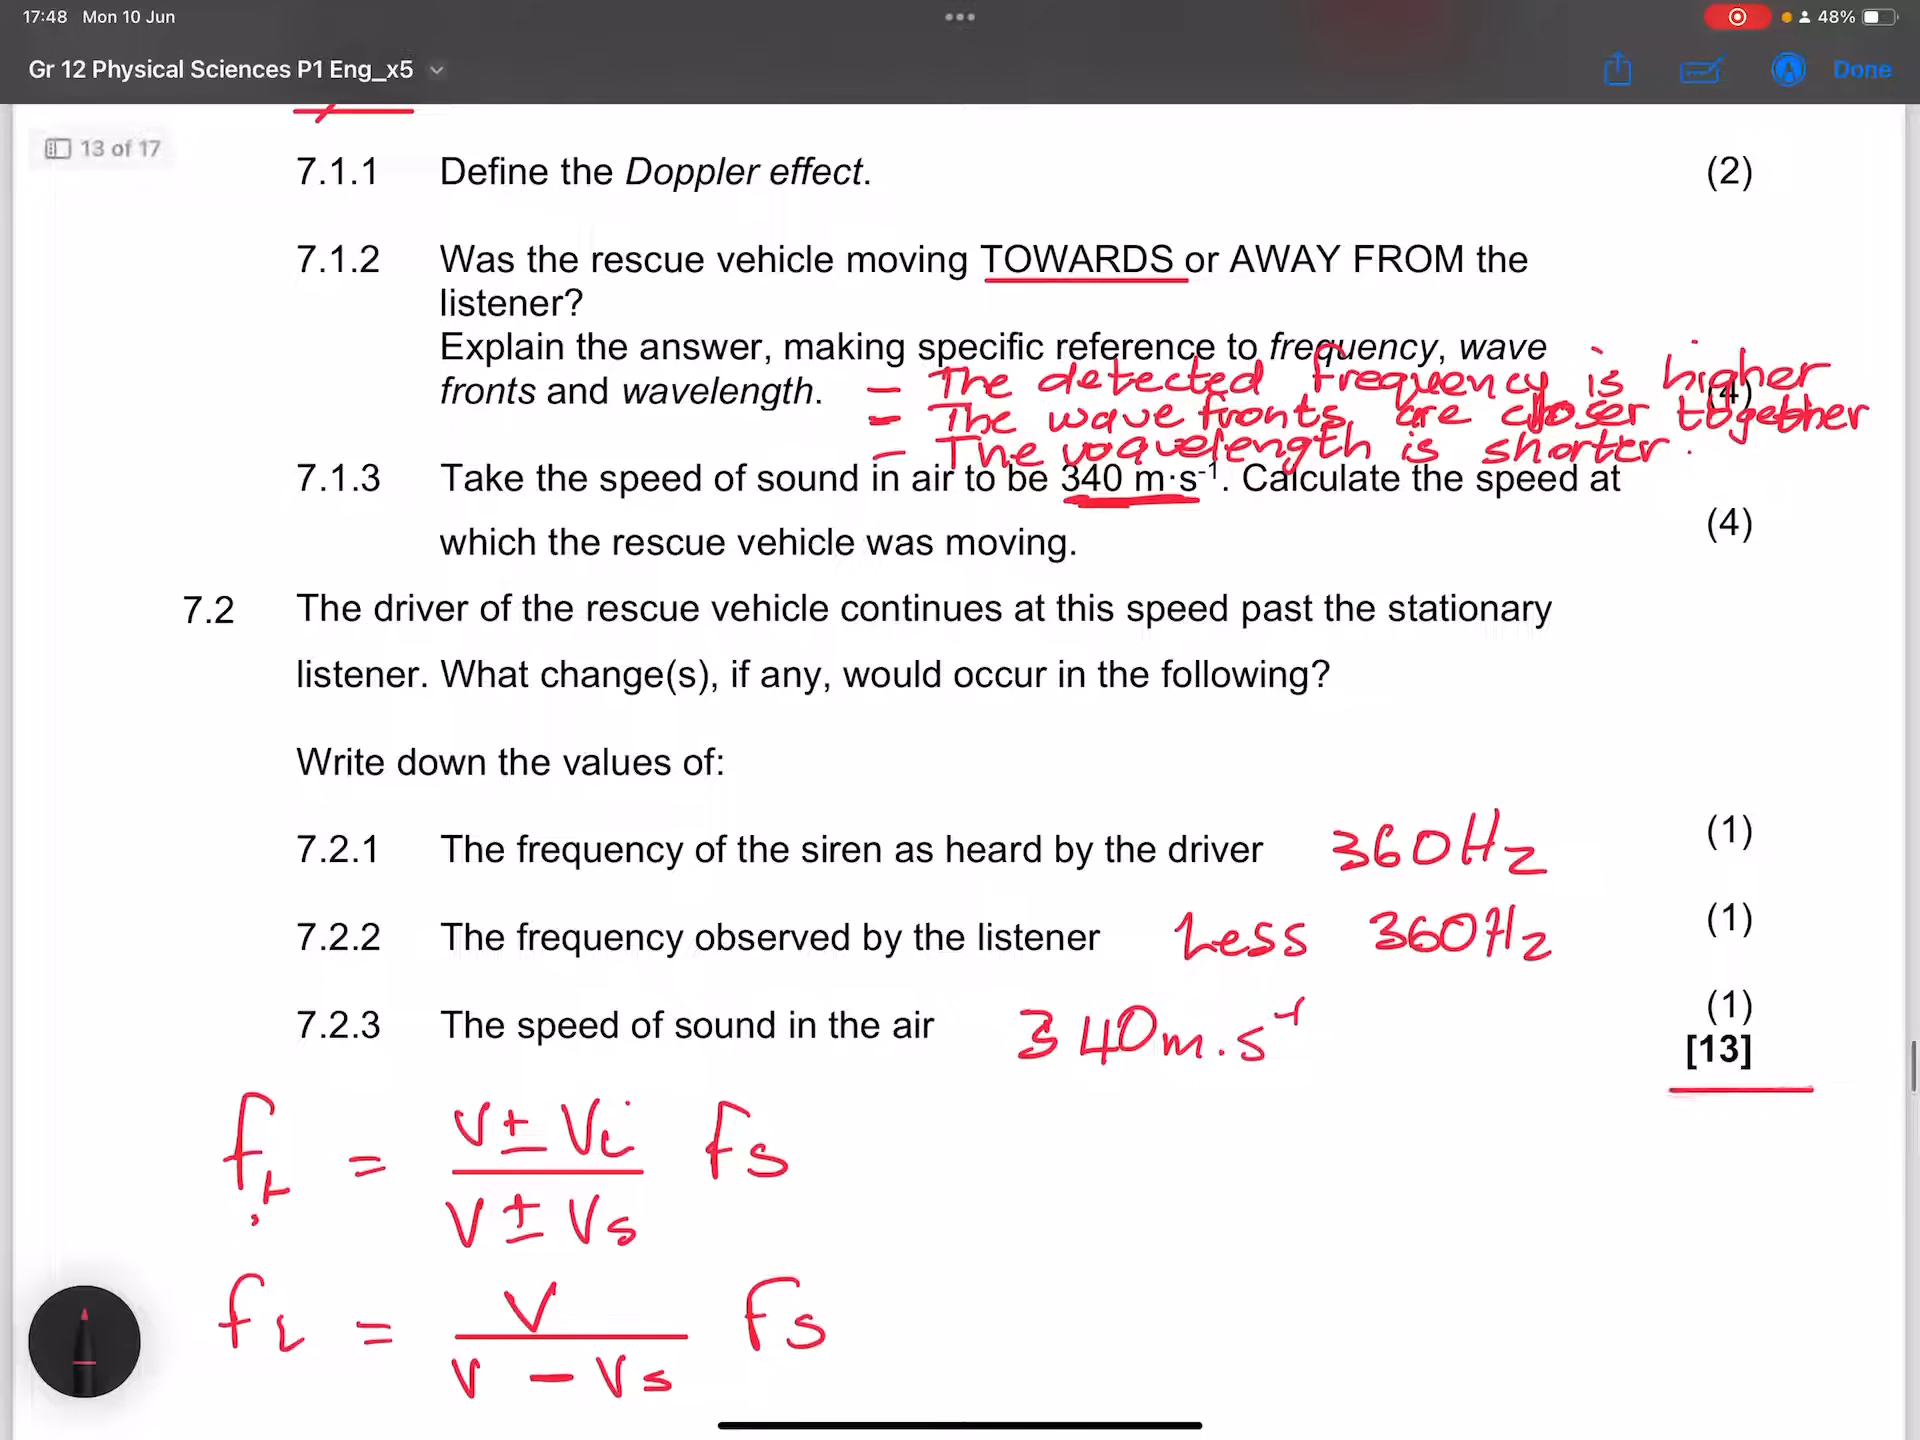 17:48 Mon 10 Jun
48%
Gr 12 Physical Sciences P1 Eng_x5
Done
13 of 17
7.1.1 Define the Doppler effect. (2)
7.1.2 Was the rescue vehicle moving TOWARDS or AWAY FROM the
listener?
Explain the answer, making specific reference to frequency, wave
fronts and wavelength. (4)
- The detected frequency is higher
- The wave fronts are closer together
- The wavelength is shorter.
7.1.3 Take the speed of sound in air to be 340 m·s-1. Calculate the speed at
which the rescue vehicle was moving. (4)
7.2 The driver of the rescue vehicle continues at this speed past the stationary
listener. What change(s), if any, would occur in the following?
Write down the values of:
7.2.1 The frequency of the siren as heard by the driver 360Hz (1)
7.2.2 The frequency observed by the listener Less 360Hz (1)
7.2.3 The speed of sound in the air 340m.s-1 (1)
[13]
fL = V ± VL / V ± Vs fs
fL = V / V - Vs fs